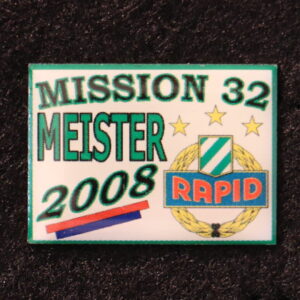 MISSION 32
MEISTER
2008
RAPID